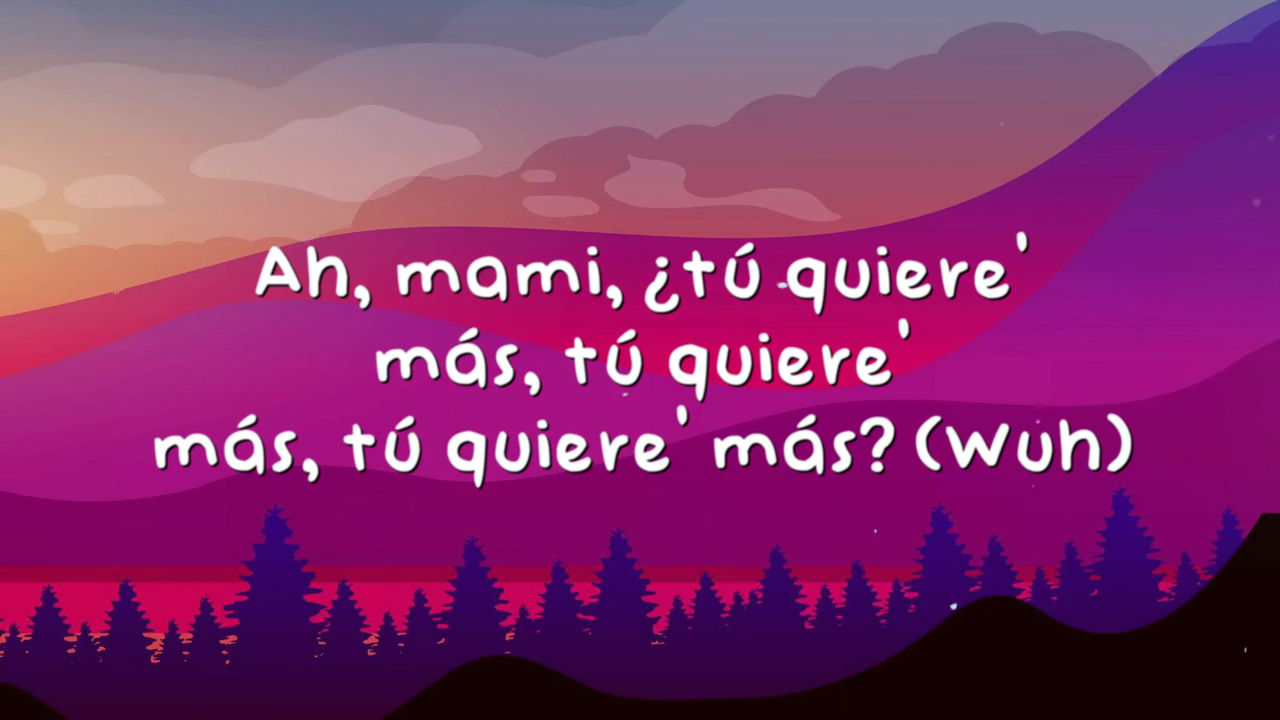 Ah, mami, ¿tú quiere'
más, tú quiere'
más, tú quiere' más? (Wuh)